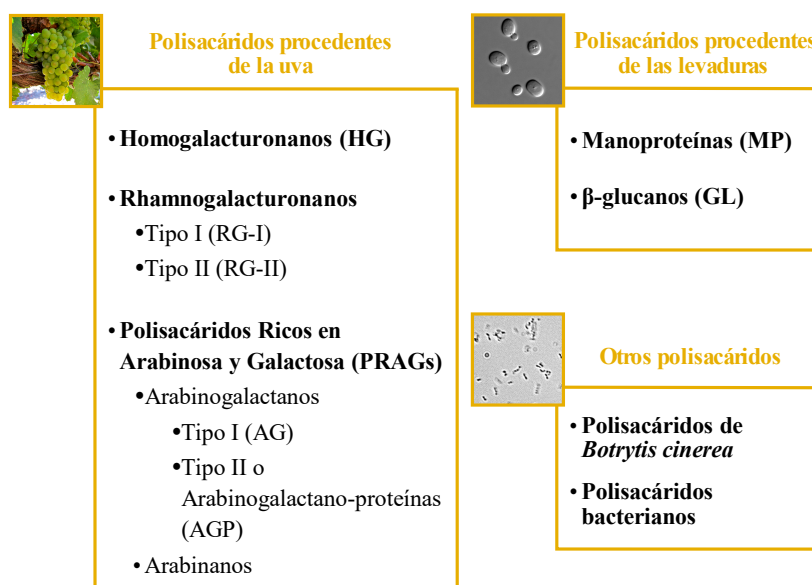 Polisacáridos procedentes
de la uva
• Homogalacturonanos (HG)
• Rhamnogalacturonanos
•Tipo I (RG-I)
•Tipo II (RG-II)
• Polisacáridos Ricos en
Arabinosa y Galactosa (PRAGs)
•Arabinogalactanos
•Tipo I (AG)
•Tipo II o
Arabinogalactano-proteínas
(AGP)
•Arabinanos
Polisacáridos procedentes
de las levaduras
• Manoproteínas (MP)
• β-glucanos (GL)
Otros polisacáridos
• Polisacáridos de
Botrytis cinerea
• Polisacáridos
bacterianos